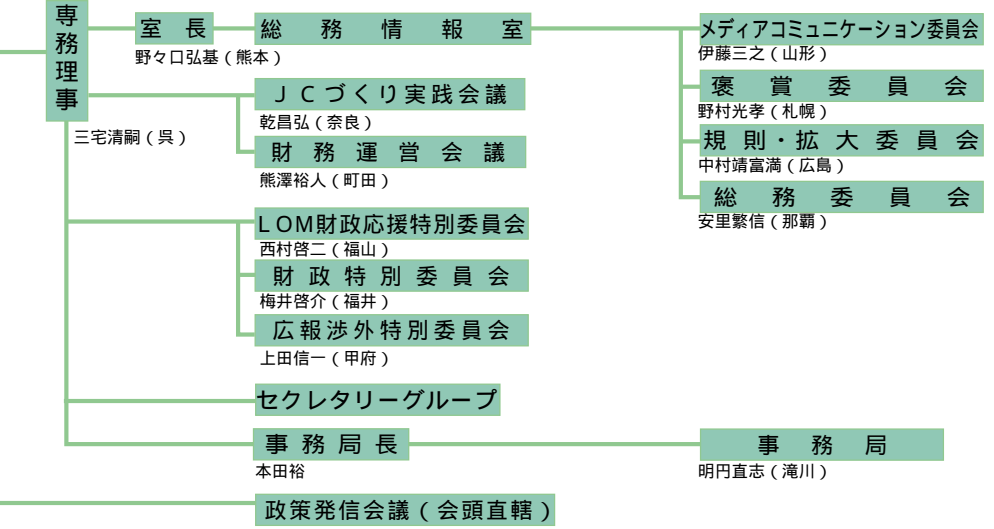 専務理事
三宅清嗣(呉)
室長
野々口弘基(熊本)
総務情報室
メディアコミュニケーション委員会
伊藤三之(山形)
褒賞委員会
野村光孝(札幌)
規則・拡大委員会
中村靖富満(広島)
総務委員会
安里繁信(那覇)
JCづくり実践会議
乾昌弘(奈良)
財務運営会議
熊澤裕人(町田)
LOM財政応援特別委員会
西村啓二(福山)
財政特別委員会
梅井啓介(福井)
広報渉外特別委員会
上田信一(甲府)
セクレタリーグループ
事務局長
本田裕
事務局
明円直志(滝川)
政策発信会議(会頭直轄)